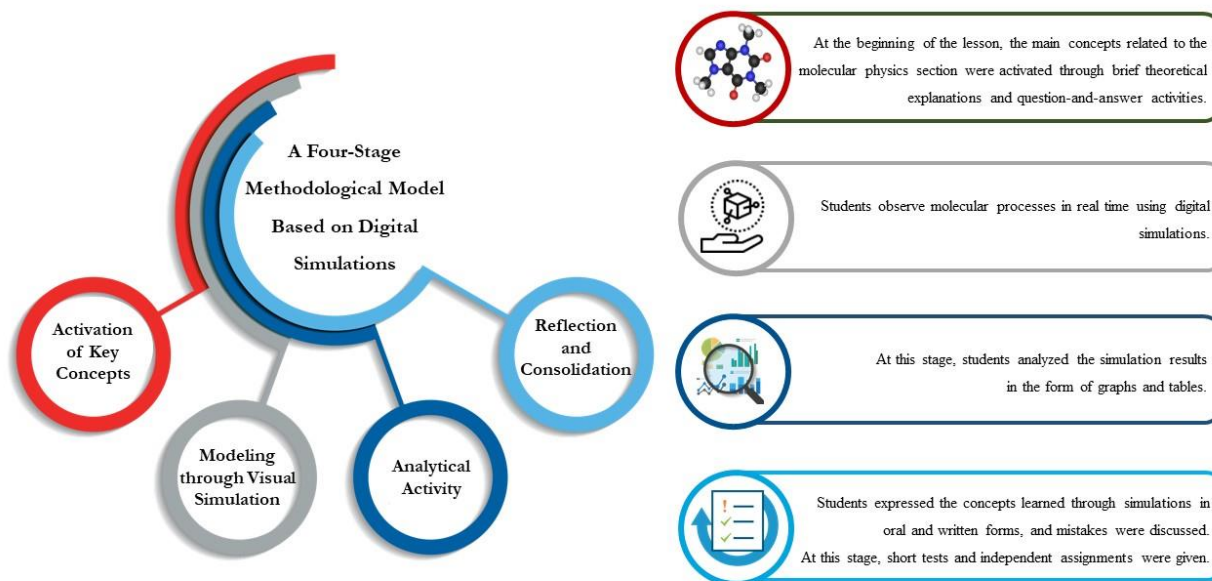 A Four-Stage
Methodological Model
Based on Digital
Simulations
Activation
of Key
Concepts
Modeling
through Visual
Simulation
Analytical
Activity
Reflection
and
Consolidation
At the beginning of the lesson, the main concepts related to the
molecular physics section were activated through brief theoretical
explanations and question-and-answer activities.
Students observe molecular processes in real time using digital
simulations.
At this stage, students analyzed the simulation results
in the form of graphs and tables.
Students expressed the concepts learned through simulations in
oral and written forms, and mistakes were discussed.
At this stage, short tests and independent assignments were given.